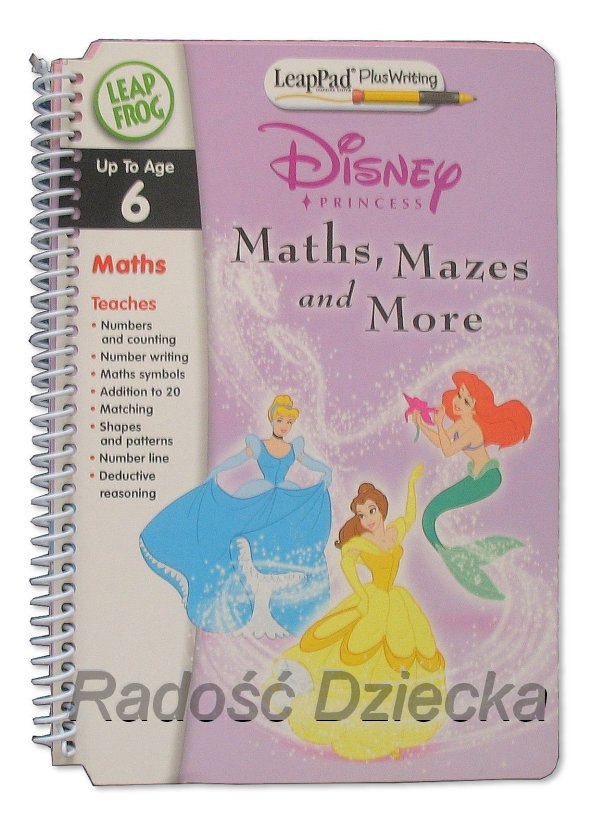 LEAP
FROG
LeapPad® PlusWriting
Up To Age
6
DISNEY
PRINCESS
Maths, Mazes
and More
Maths
Teaches
• Numbers
and counting
• Number writing
• Maths symbols
• Addition to 20
• Matching
• Shapes
and patterns
• Number line
• Deductive
reasoning
Radość Dziecka